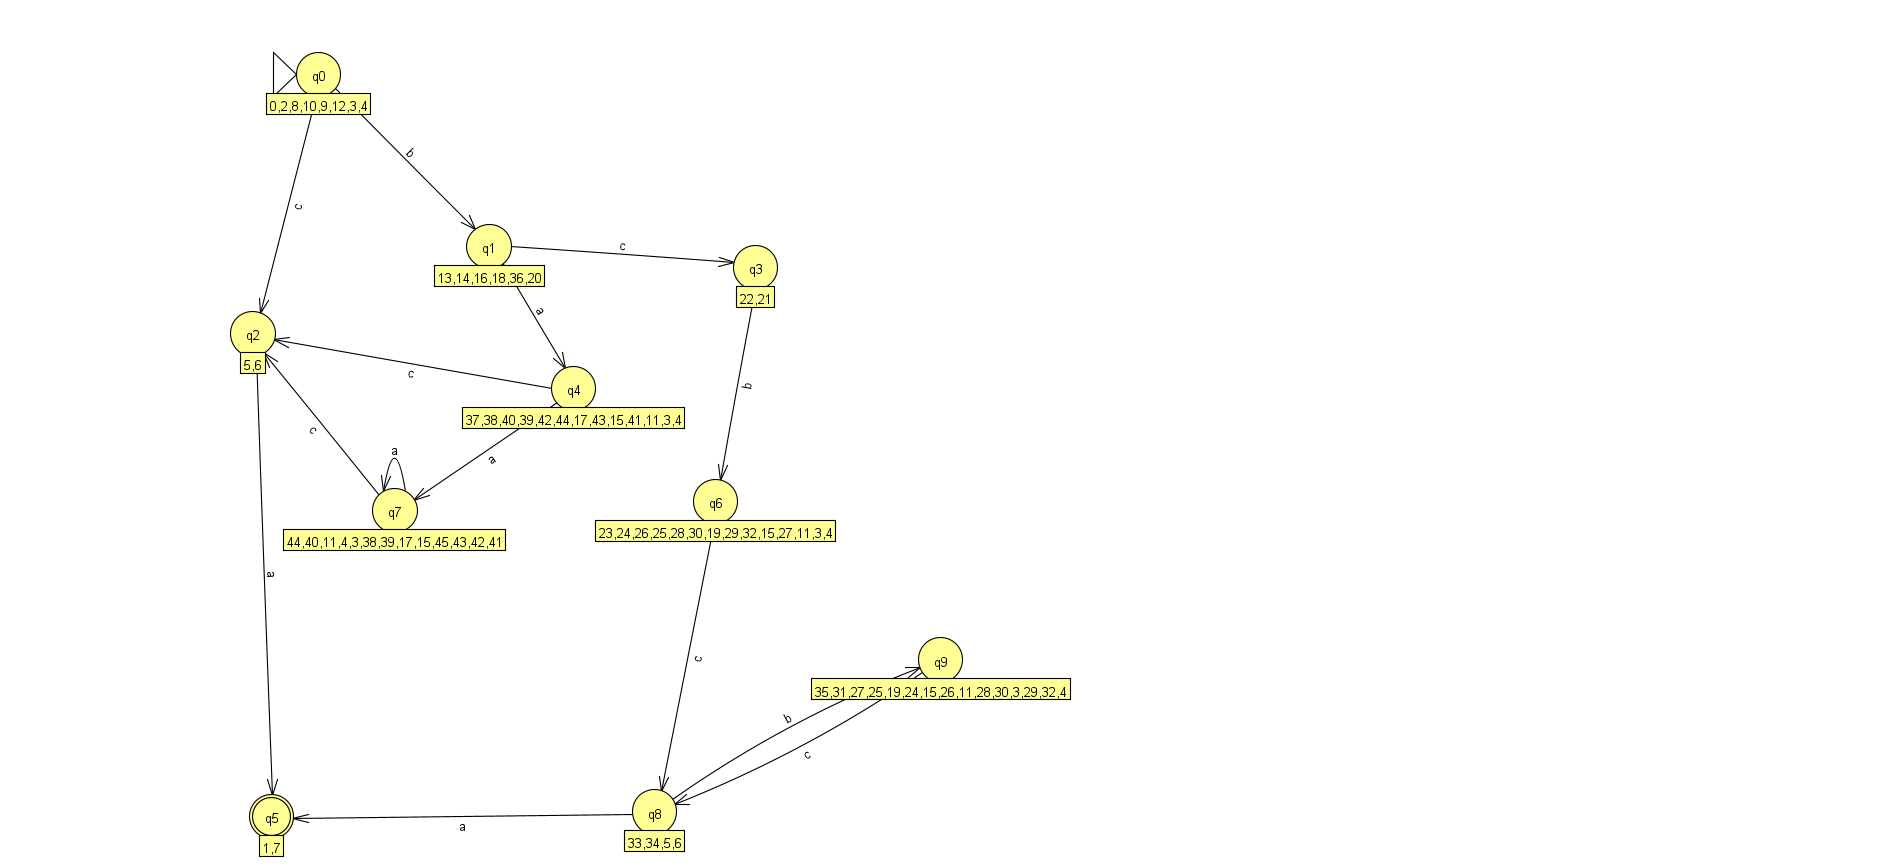 q0
0,2,8,10,9,12,3,4
b
c
q1
c
q3
13,14,16,18,36,20
22,21
a
q2
5,6
c
b
q4
37,38,40,39,42,44,17,43,15,41,11,3,4
c
a
a
q7
44,40,11,4,3,38,39,17,15,45,43,42,41
q6
23,24,26,25,28,30,19,29,32,15,27,11,3,4
a
c
q9
35,31,27,25,19,24,15,26,11,28,30,3,29,32,4
b
c
q8
33,34,5,6
q5
1,7
a